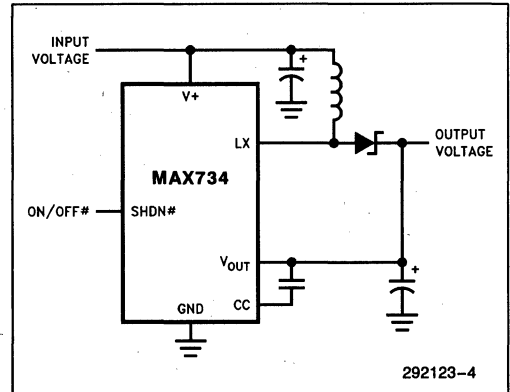 INPUT
VOLTAGE
V+
LX
OUTPUT
VOLTAGE
MAX734
ON/OFF#
SHDN#
VOUT
CC
GND
292123-4